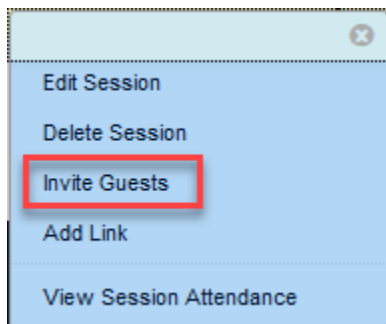 Edit Session
Delete Session
Invite Guests
Add Link
View Session Attendance